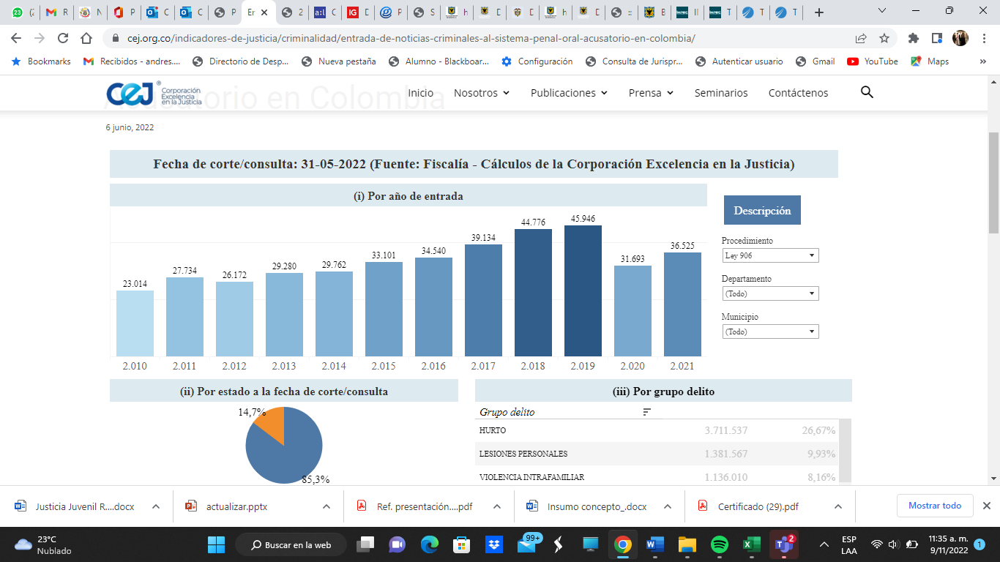 23
(2
R
N
P
C
C
P
Er
2
C
D
P
S
h
D
D
h
D
::
B
II
T
T
T
cej.org.co/indicadores-de-justicia/criminalidad/entrada-de-noticias-criminales-al-sistema-penal-oral-acusatorio-en-colombia/
Bookmarks
Recibidos - andres....
Directorio de Desp...
Nueva pestaña
Alumno - Blackboar...
Configuración
Consulta de Jurispr...
Autenticar usuario
Gmail
YouTube
Maps
»
Acusatorio en Colombia
CEJ ® Corporación
Excelencia
en la Justicia
Inicio
Nosotros
Publicaciones
Prensa
Seminarios
Contáctenos
6 junio, 2022
Fecha de corte/consulta: 31-05-2022 (Fuente: Fiscalía - Cálculos de la Corporación Excelencia en la Justicia)
(i) Por año de entrada
23.014
27.734
26.172
29.280
29.762
33.101
34.540
39.134
44.776
45.946
31.693
36.525
2.010
2.011
2.012
2.013
2.014
2.015
2.016
2.017
2.018
2.019
2.020
2.021
Descripción
Procedimiento
Ley 906
Departamento
(Todo)
Municipio
(Todo)
(ii) Por estado a la fecha de corte/consulta
14,7%
85,3%
(iii) Por grupo delito
Grupo delito
HURTO 3.711.537 26,67%
LESIONES PERSONALES 1.381.567 9,93%
VIOLENCIA INTRAFAMILIAR 1.136.010 8,16%
Justicia Juvenil R....docx
actualizar.pptx
Ref. presentación....pdf
Insumo concepto_.docx
Certificado (29).pdf
Mostrar todo
23°C
Nublado
Buscar en la web
99+
2
ESP
LAA
11:35 a. m.
9/11/2022
1